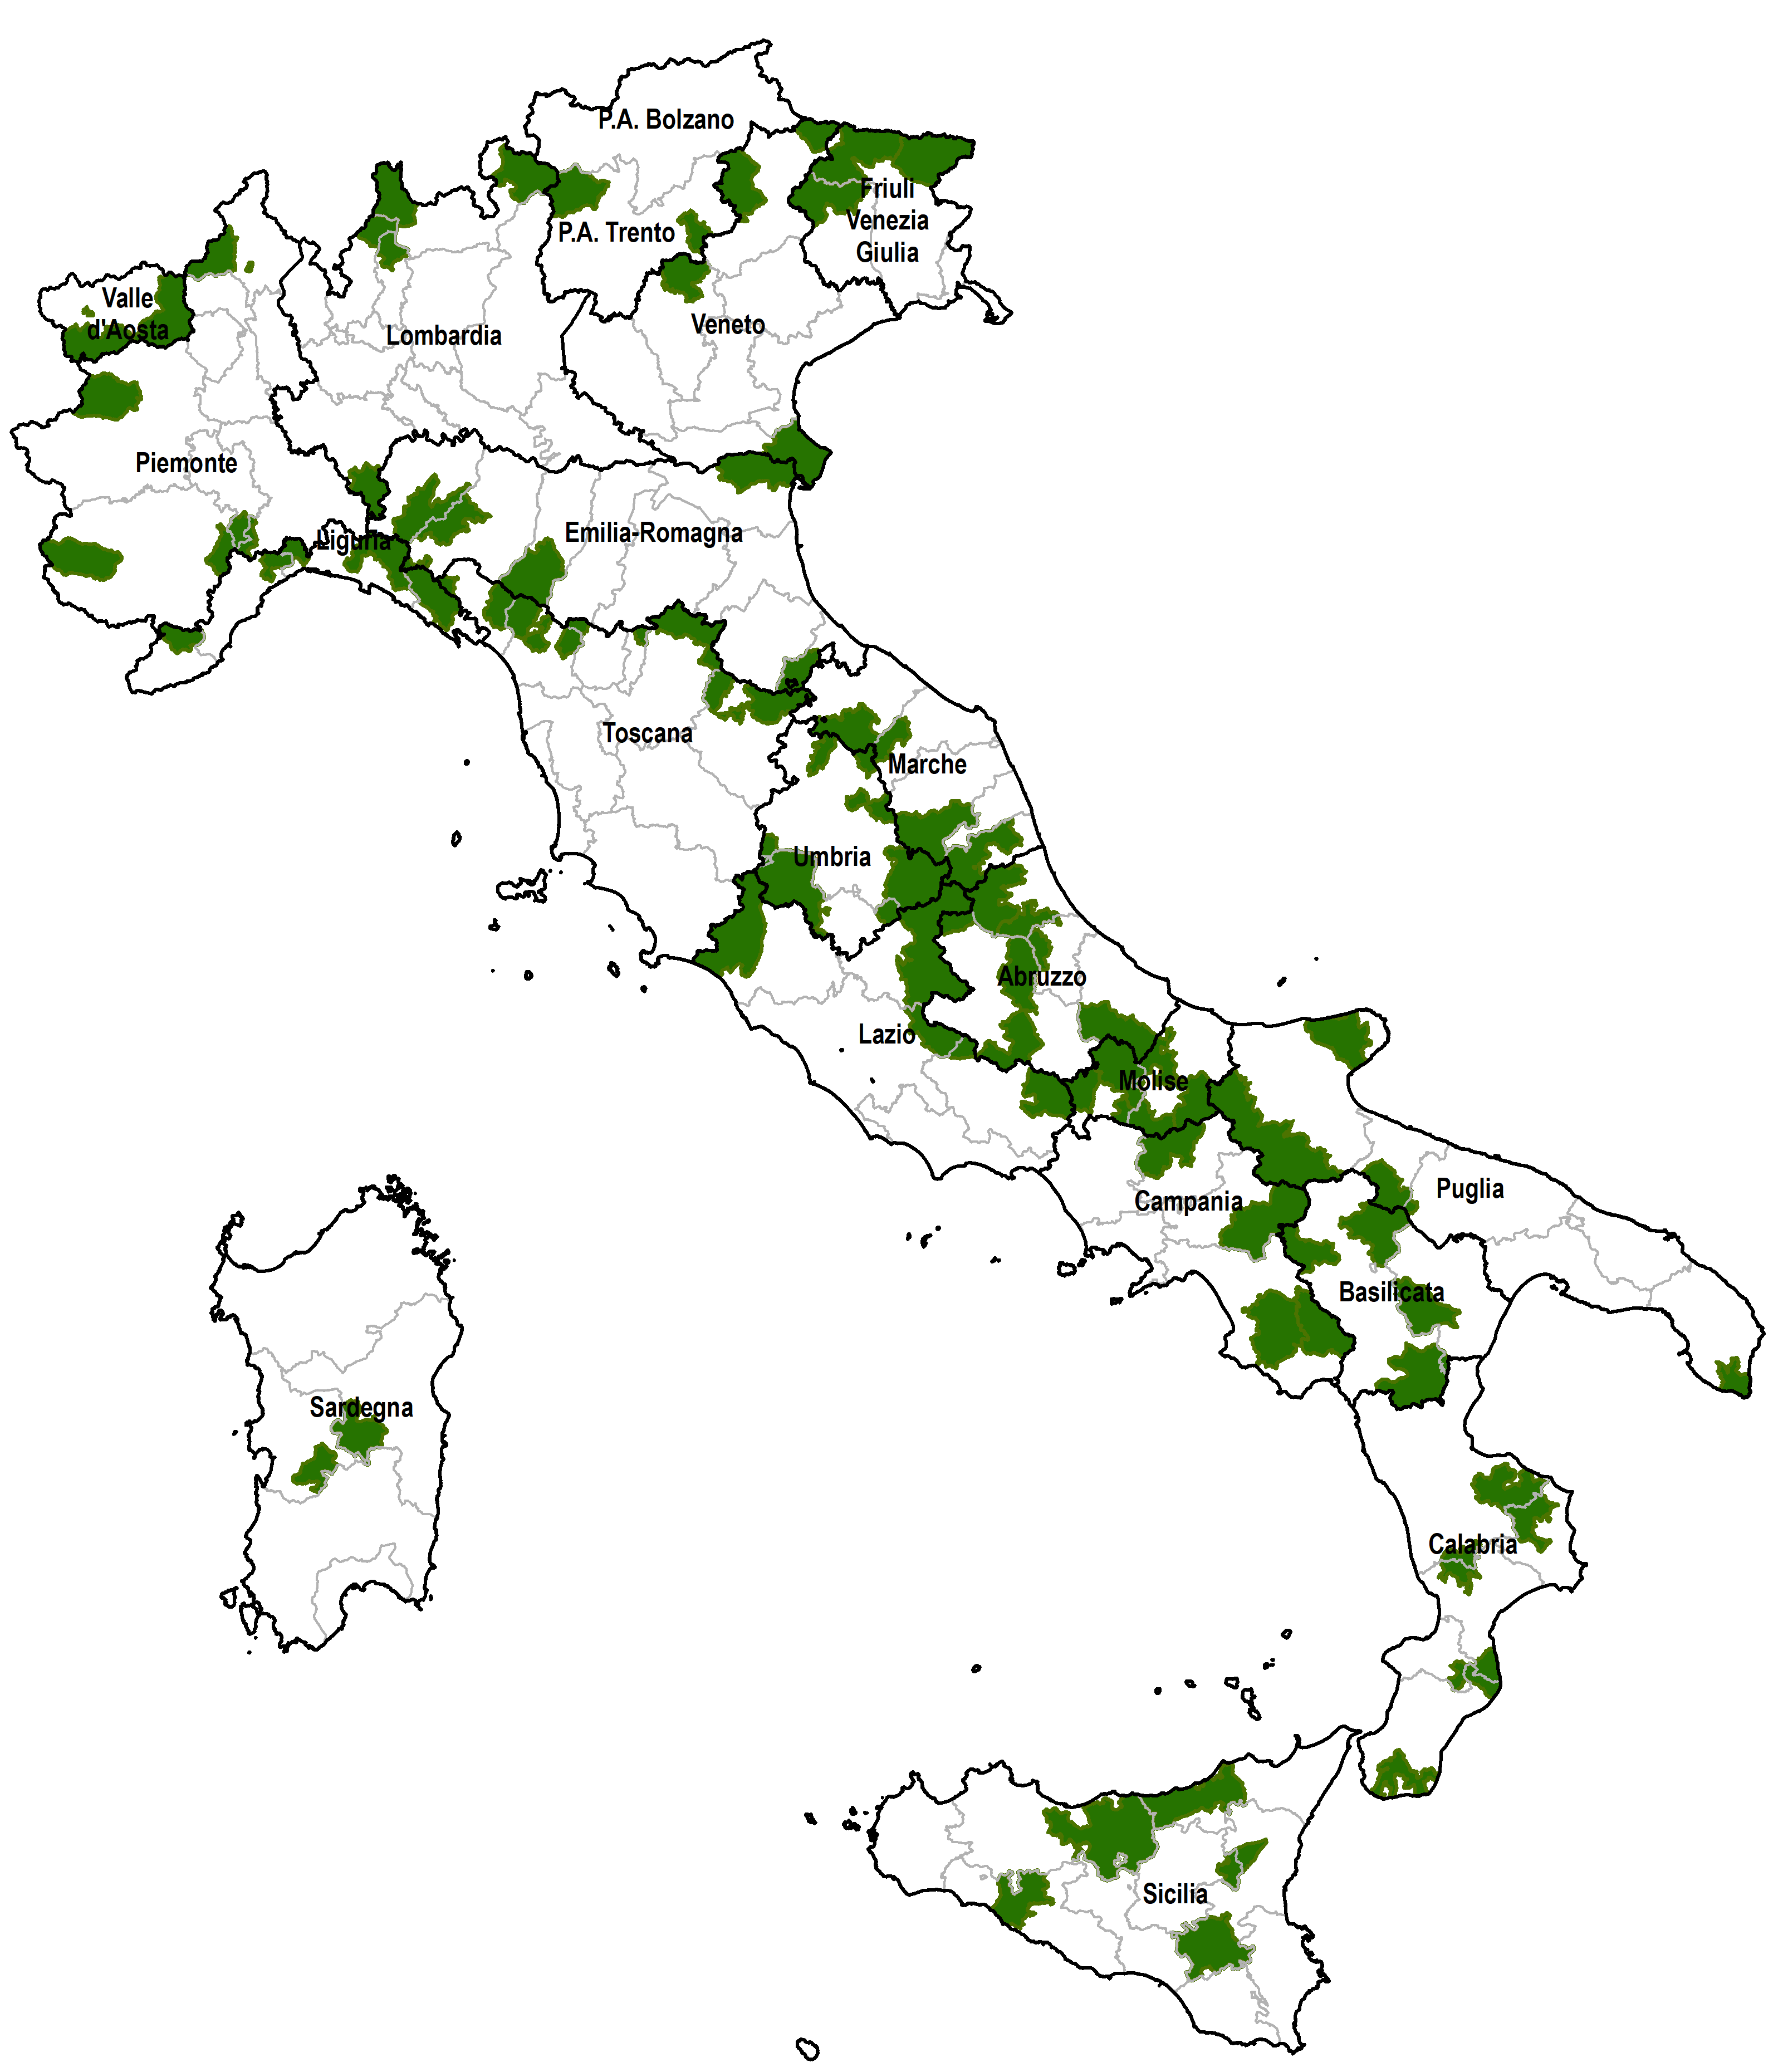 P.A. Bolzano
Friuli
Venezia
Giulia
P.A. Trento
Valle
d'Aosta
Lombardia
Veneto
Piemonte
Liguria
Emilia-Romagna
Toscana
Marche
Umbria
Abruzzo
Lazio
Molise
Campania
Puglia
Basilicata
Sardegna
Calabria
Sicilia